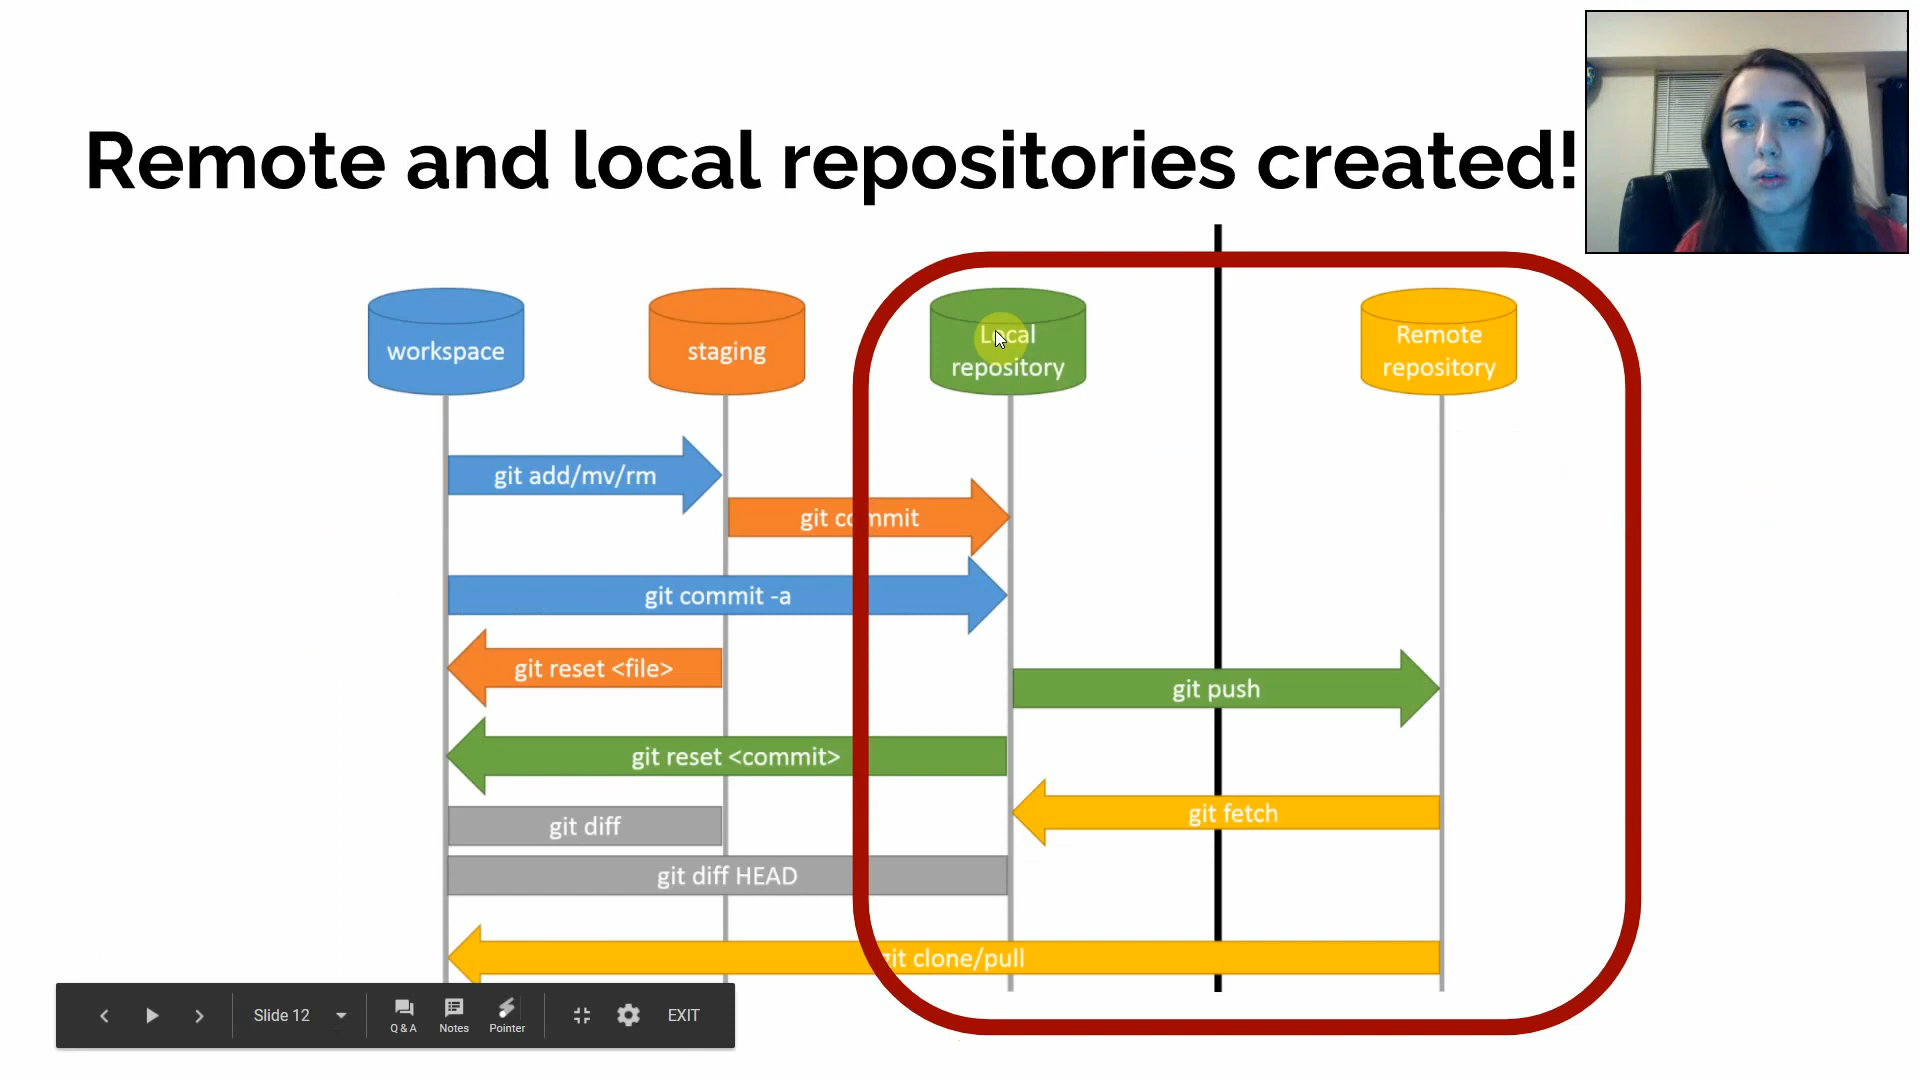 Remote and local repositories created!
workspace
staging
Local
repository
Remote
repository
git add/mv/rm
git commit
git commit -a
git reset <file>
git push
git reset <commit>
git fetch
git diff
git diff HEAD
git clone/pull
Slide 12
Q & A
Notes
Pointer
EXIT